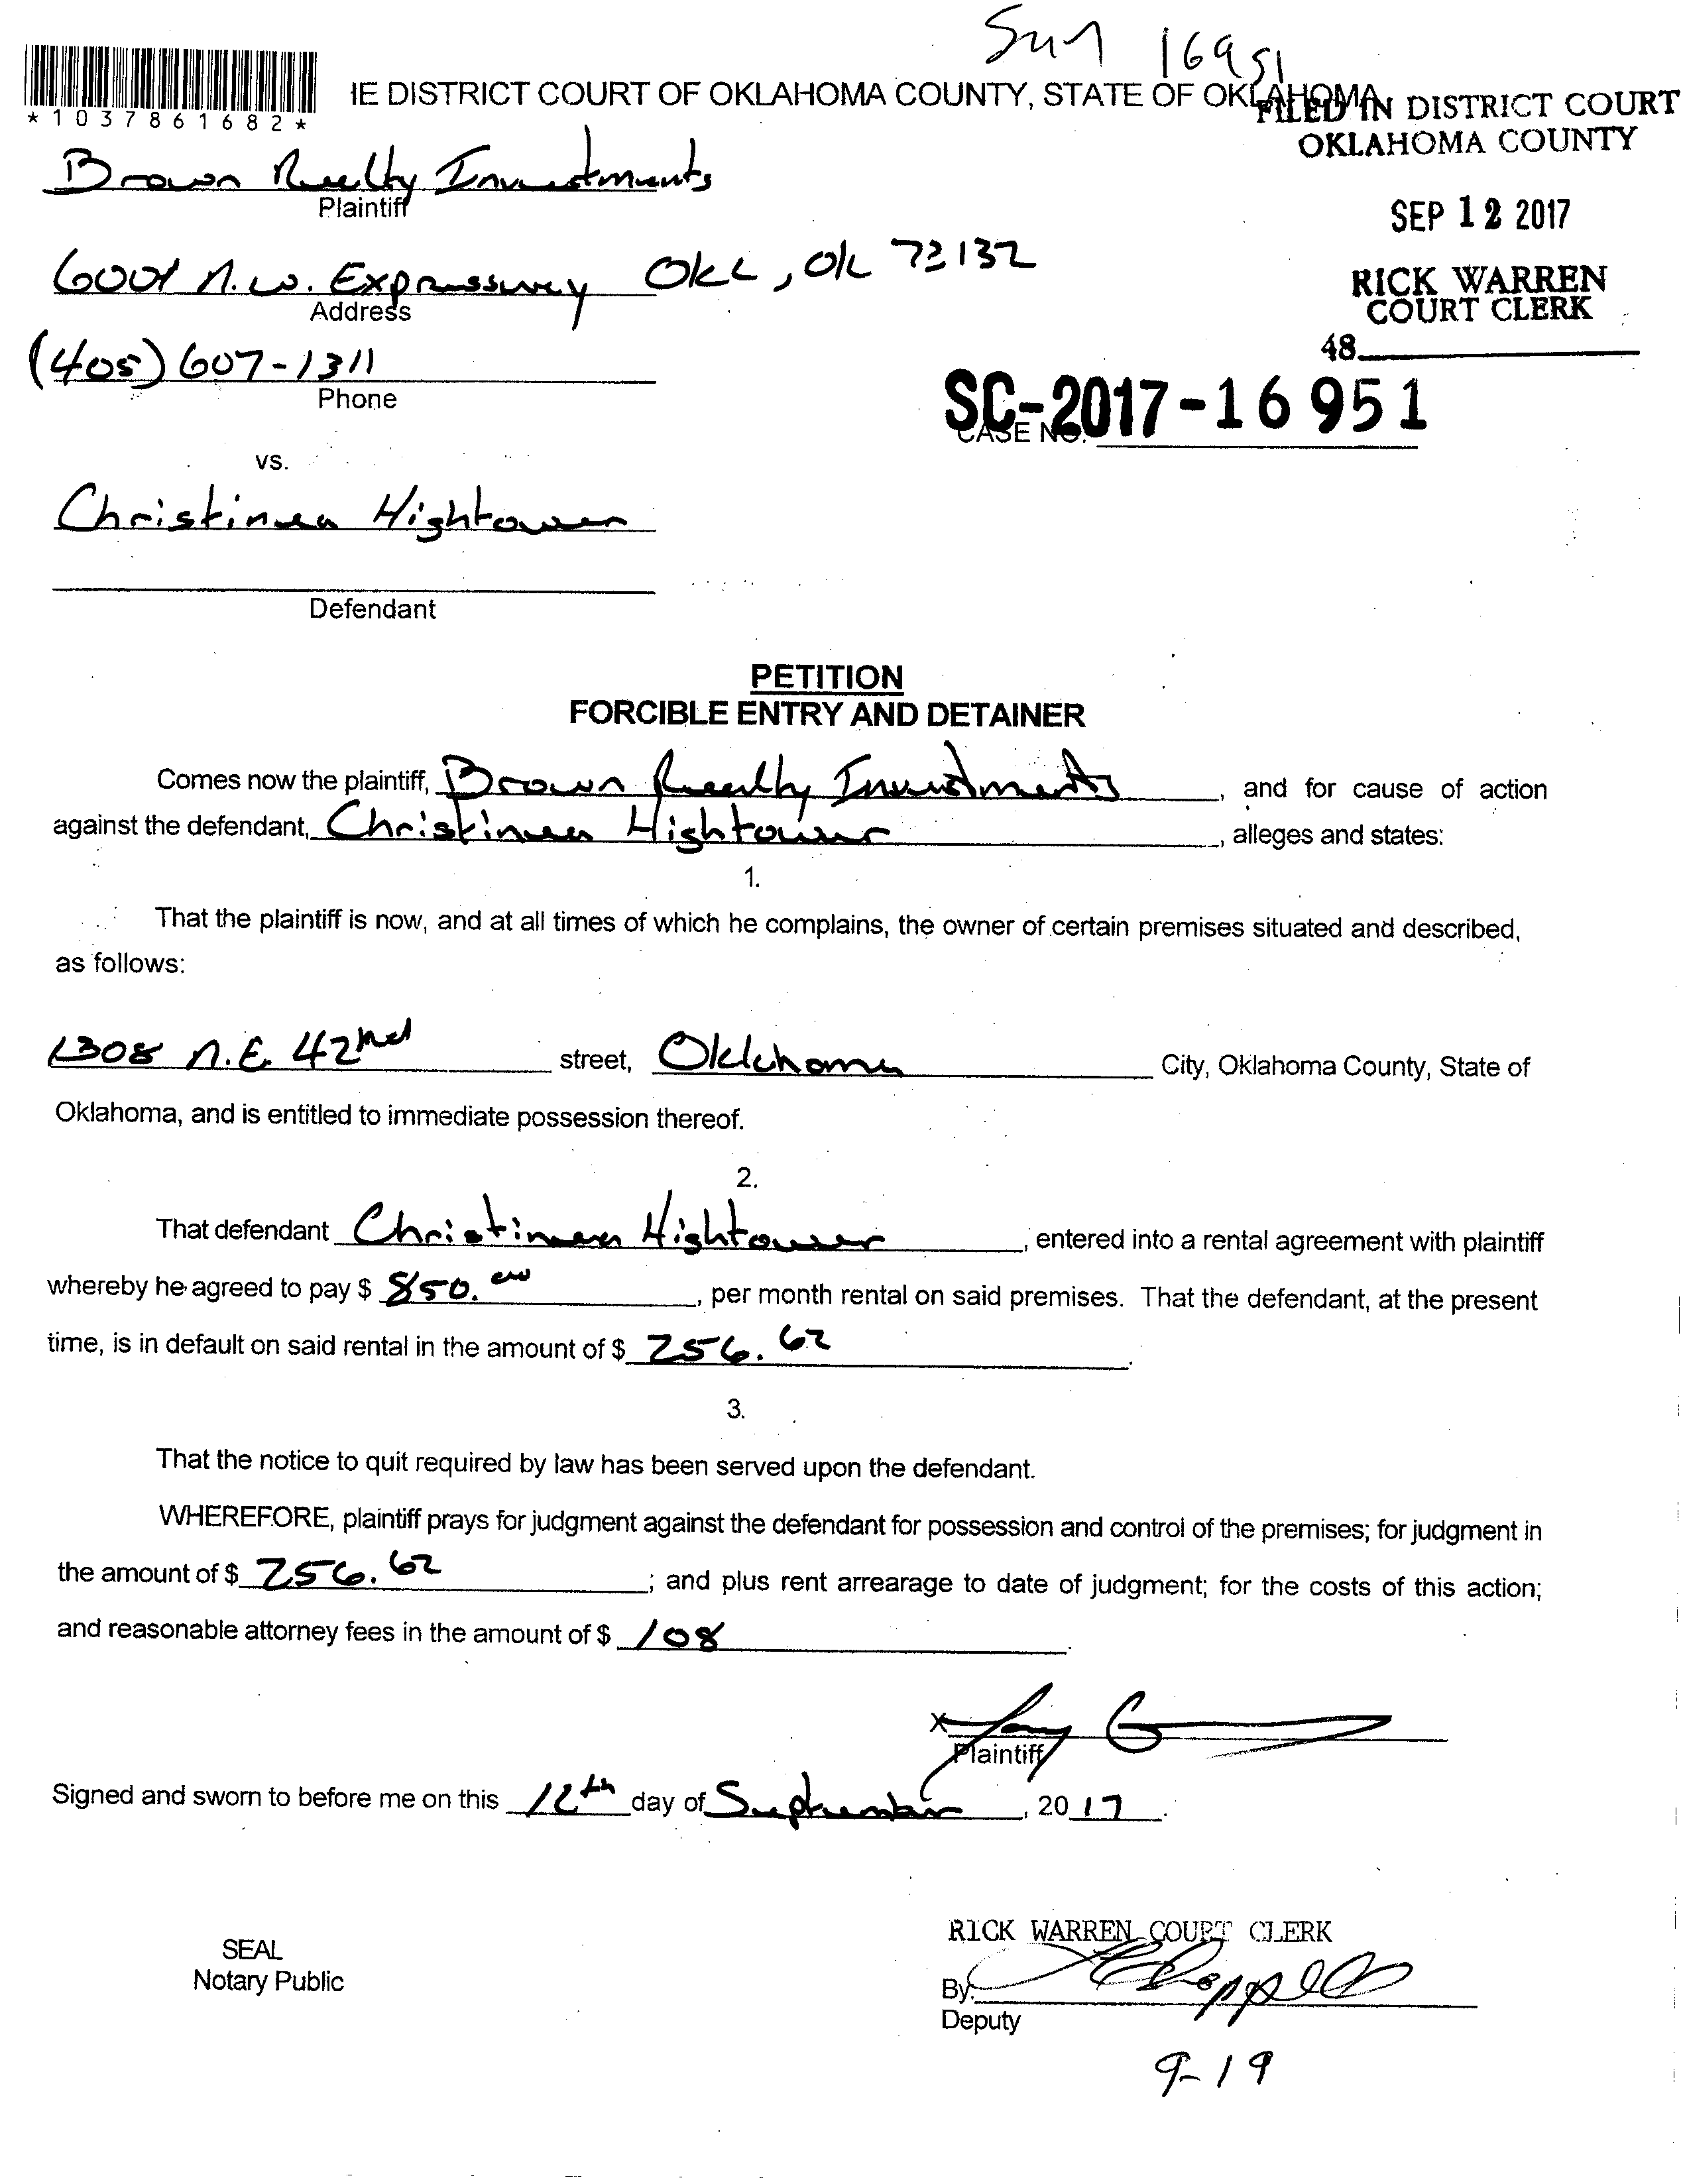 16951
IE DISTRICT COURT OF OKLAHOMA COUNTY, STATE OF OKLAHOMA
FILED IN DISTRICT COURT
OKLAHOMA COUNTY
*1037861682*
Brown Realty Investments
Plaintiff
SEP 12 2017
6001 N.W. Expressway OKC, OK 73132
Address
RICK WARREN
COURT CLERK
48
(405) 607-1311
Phone
SC-2017-16951
CASE NO.
vs.
Christinea Hightower
Defendant
PETITION
FORCIBLE ENTRY AND DETAINER
Comes now the plaintiff, Brown Realty Investments, and for cause of action
against the defendant, Christinea Hightower, alleges and states:
1.
That the plaintiff is now, and at all times of which he complains, the owner of certain premises situated and described,
as follows:
1308 N.E. 42nd street, Oklahoma City, Oklahoma County, State of
Oklahoma, and is entitled to immediate possession thereof.
2.
That defendant Christinea Hightower, entered into a rental agreement with plaintiff
whereby he agreed to pay $ 850.00, per month rental on said premises. That the defendant, at the present
time, is in default on said rental in the amount of $ 256.62.
3.
That the notice to quit required by law has been served upon the defendant.
WHEREFORE, plaintiff prays for judgment against the defendant for possession and control of the premises; for judgment in
the amount of $ 256.62; and plus rent arrearage to date of judgment; for the costs of this action;
and reasonable attorney fees in the amount of $ 108.
X
Plaintiff
Signed and sworn to before me on this 12th day of September, 2017.
RICK WARREN COURT CLERK
SEAL
Notary Public
By:
Deputy
9-19